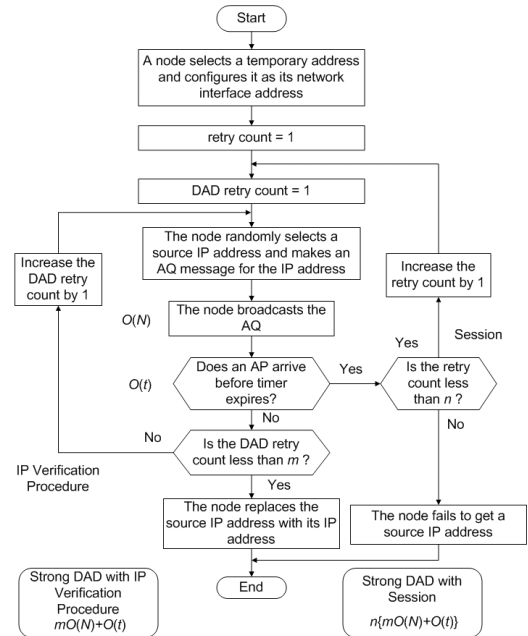 Start
A node selects a temporary address
and configures it as its network
interface address
retry count = 1
DAD retry count = 1
The node randomly selects a
source IP address and makes an
AQ message for the IP address
Increase the
DAD retry
count by 1
Increase the
retry count by 1
The node broadcasts the
AQ
O(N)
Session
Does an AP arrive
before timer
expires?
O(t)
Yes
Yes
Is the retry
count less
than n ?
No
No
No
Is the DAD retry
count less than m ?
IP Verification
Procedure
Yes
The node replaces the
source IP address with its IP
address
The node fails to get a
source IP address
End
Strong DAD with IP
Verification
Procedure
mO(N)+O(t)
Strong DAD with
Session
n{mO(N)+O(t)}